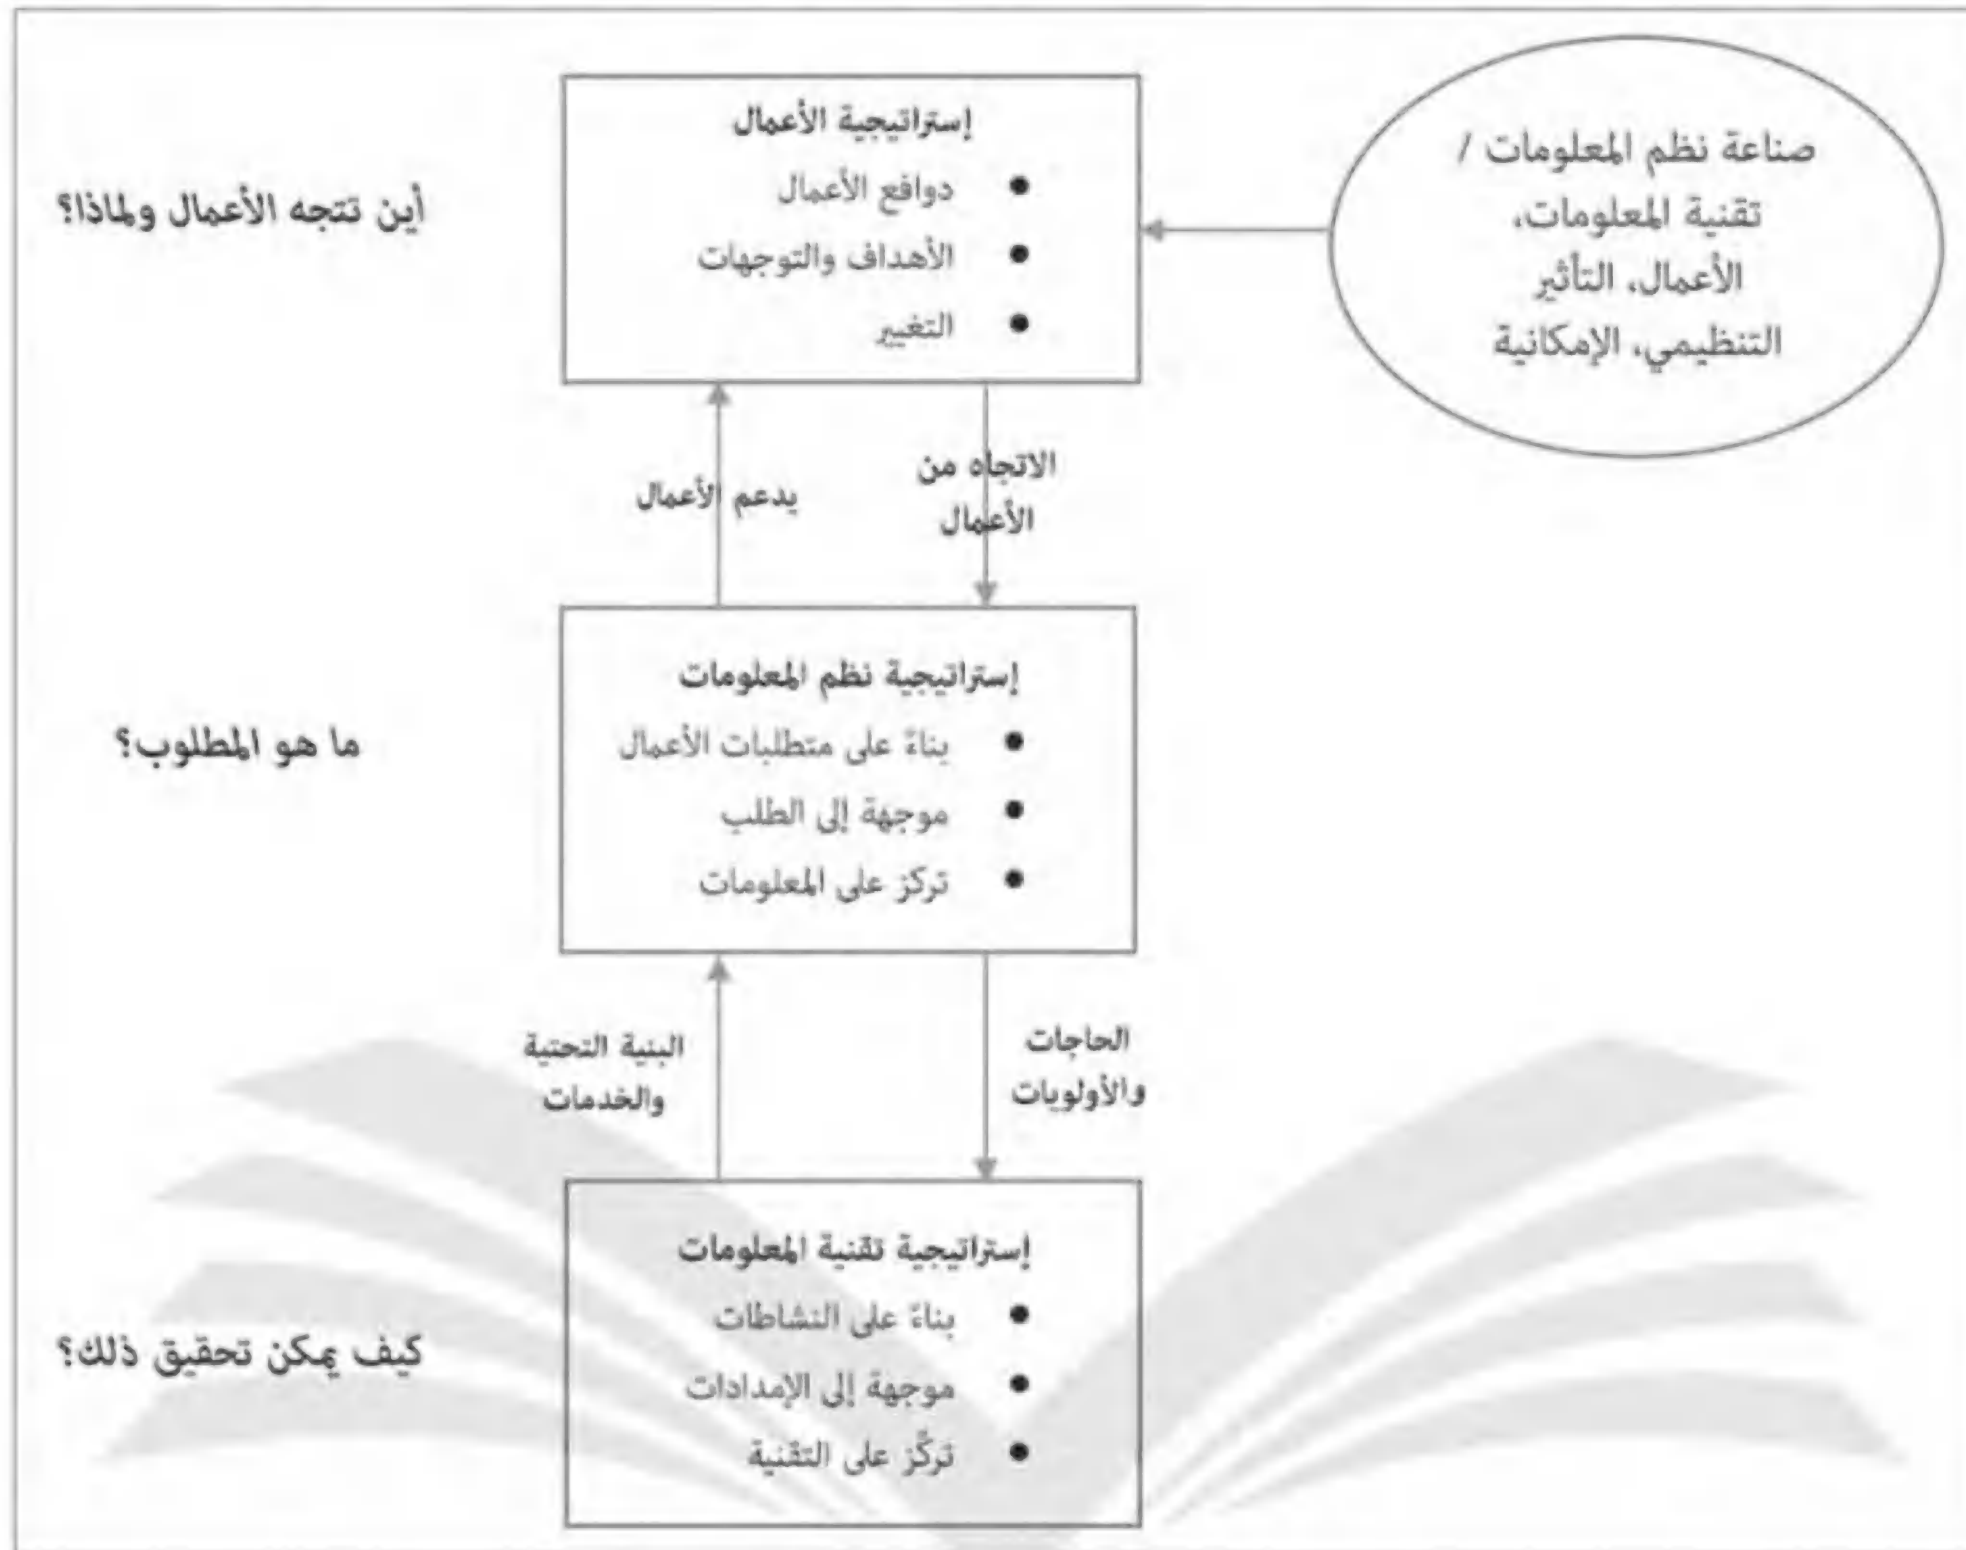 إستراتيجية الأعمال
● دوافع الأعمال
● الأهداف والتوجهات
● التغيير
أين تتجه الأعمال ولماذا؟
صناعة نظم المعلومات /
تقنية المعلومات،
الأعمال، التأثير
التنظيمي، الإمكانية
الاتجاه من
الأعمال
يدعم الأعمال
إستراتيجية نظم المعلومات
● بناءً على متطلبات الأعمال
● موجهة إلى الطلب
● تركز على المعلومات
ما هو المطلوب؟
الحاجات
والأولويات
البنية التحتية
والخدمات
إستراتيجية تقنية المعلومات
● بناءً على النشاطات
● موجهة إلى الإمدادات
● تركّز على التقنية
كيف يمكن تحقيق ذلك؟